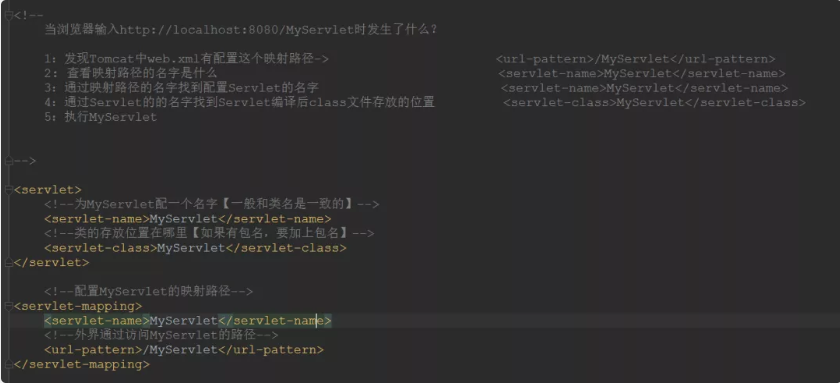 <!--
当浏览器输入http://localhost:8080/MyServlet时发生了什么？
1：发现Tomcat中web.xml有配置这个映射路径-> <url-pattern>/MyServlet</url-pattern>
2：查看映射路径的名字是什么 <servlet-name>MyServlet</servlet-name>
3：通过映射路径的名字找到配置Servlet的名字 <servlet-name>MyServlet</servlet-name>
4：通过Servlet的的名字找到Servlet编译后class文件存放的位置 <servlet-class>MyServlet</servlet-class>
5：执行MyServlet
-->
<servlet>
<!--为MyServlet配一个名字【一般和类名是一致的】-->
<servlet-name>MyServlet</servlet-name>
<!--类的存放位置在哪里【如果有包名，要加上包名】-->
<servlet-class>MyServlet</servlet-class>
</servlet>
<!--配置MyServlet的映射路径-->
<servlet-mapping>
<servlet-name>MyServlet</servlet-name>
<!--外界通过访问MyServlet的路径-->
<url-pattern>/MyServlet</url-pattern>
</servlet-mapping>